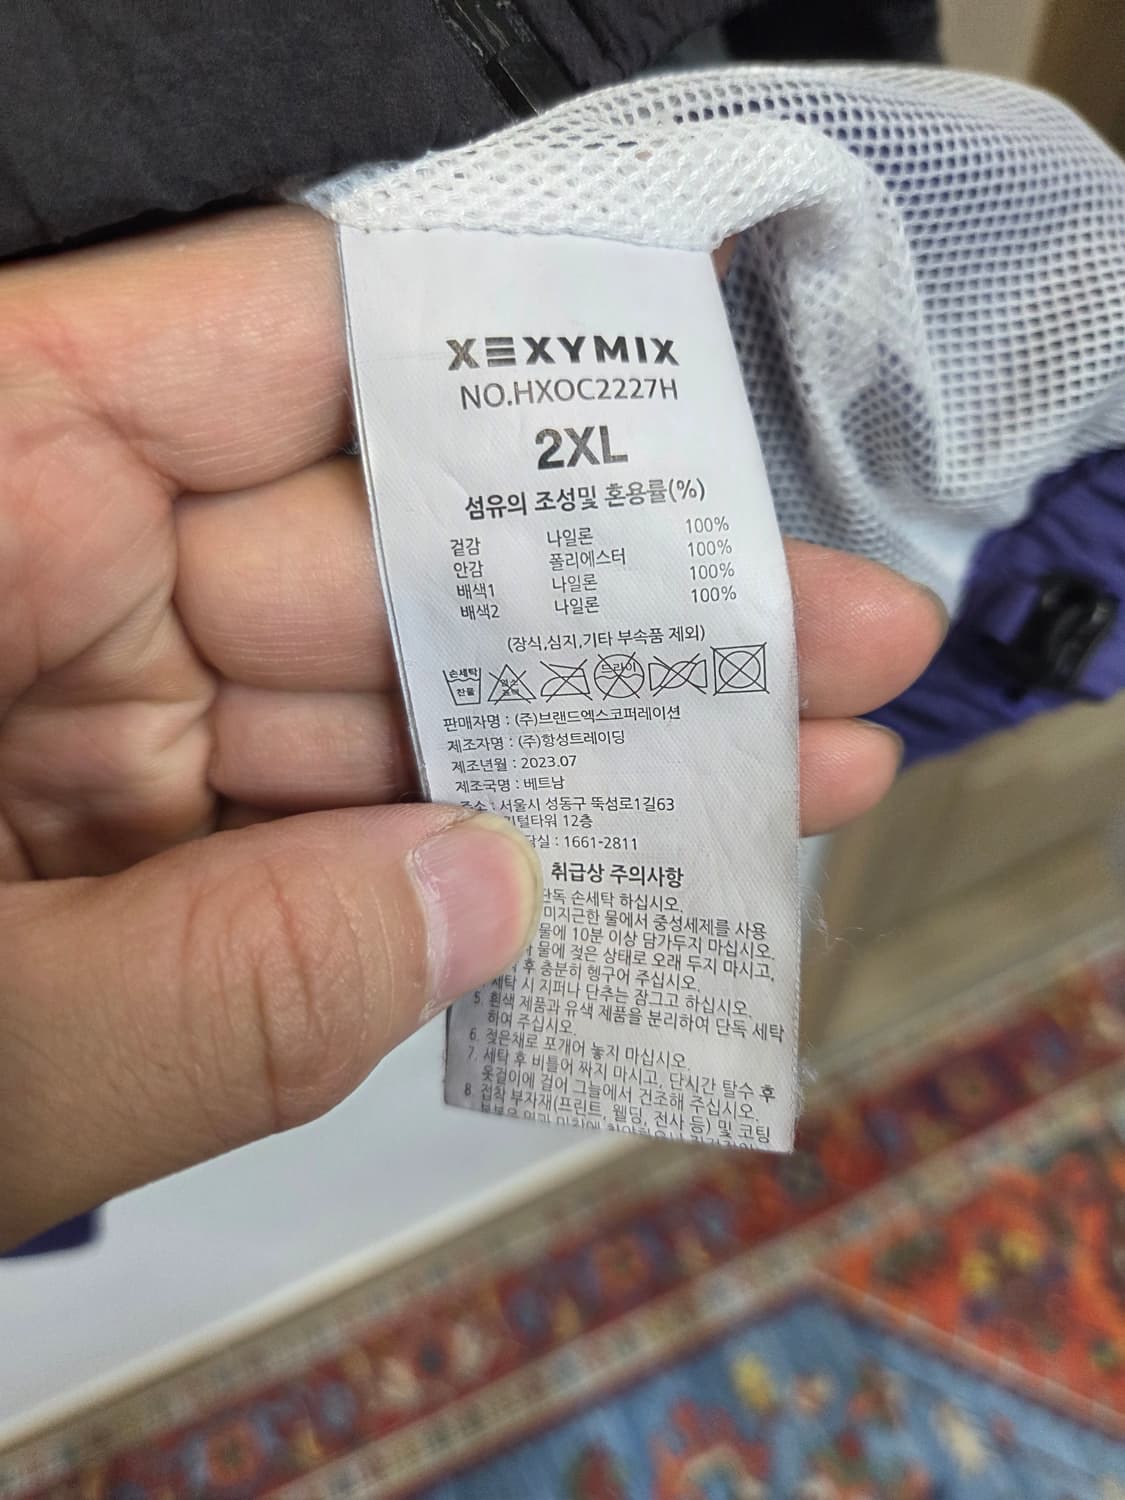 XEXYMIX
NO.HXOC2227H
2XL
섬유의 조성및 혼용률(%)
겉감 나일론 100%
안감 폴리에스터 100%
배색1 나일론 100%
배색2 나일론 100%
(장식,심지,기타 부속품 제외)
손세탁 찬물 염소 표백 드라이
판매자명 : (주)브랜드엑스코퍼레이션
제조자명 : (주)항성트레이딩
제조년월 : 2023.07
제조국명 : 베트남
주소 : 서울시 성동구 뚝섬로1길63
12층
: 1661-2811
취급상 주의사항
단독 손세탁 하십시오.
미지근한 물에서 중성세제를 사용
물에 10분 이상 담가두지 마십시오.
물에 젖은 상태로 오래 두지 마시고,
후 충분히 헹구어 주십시오.
세탁 시 지퍼나 단추는 잠그고 하십시오.
5. 흰색 제품과 유색 제품을 분리하여 단독 세탁
하여 주십시오.
6. 젖은채로 포개어 놓지 마십시오.
7. 세탁 후 비틀어 짜지 마시고, 단시간 탈수 후
옷걸이에 걸어 그늘에서 건조해 주십시오.
8. 접착 부자재(프린트, 웰딩, 전사 등) 및 코팅